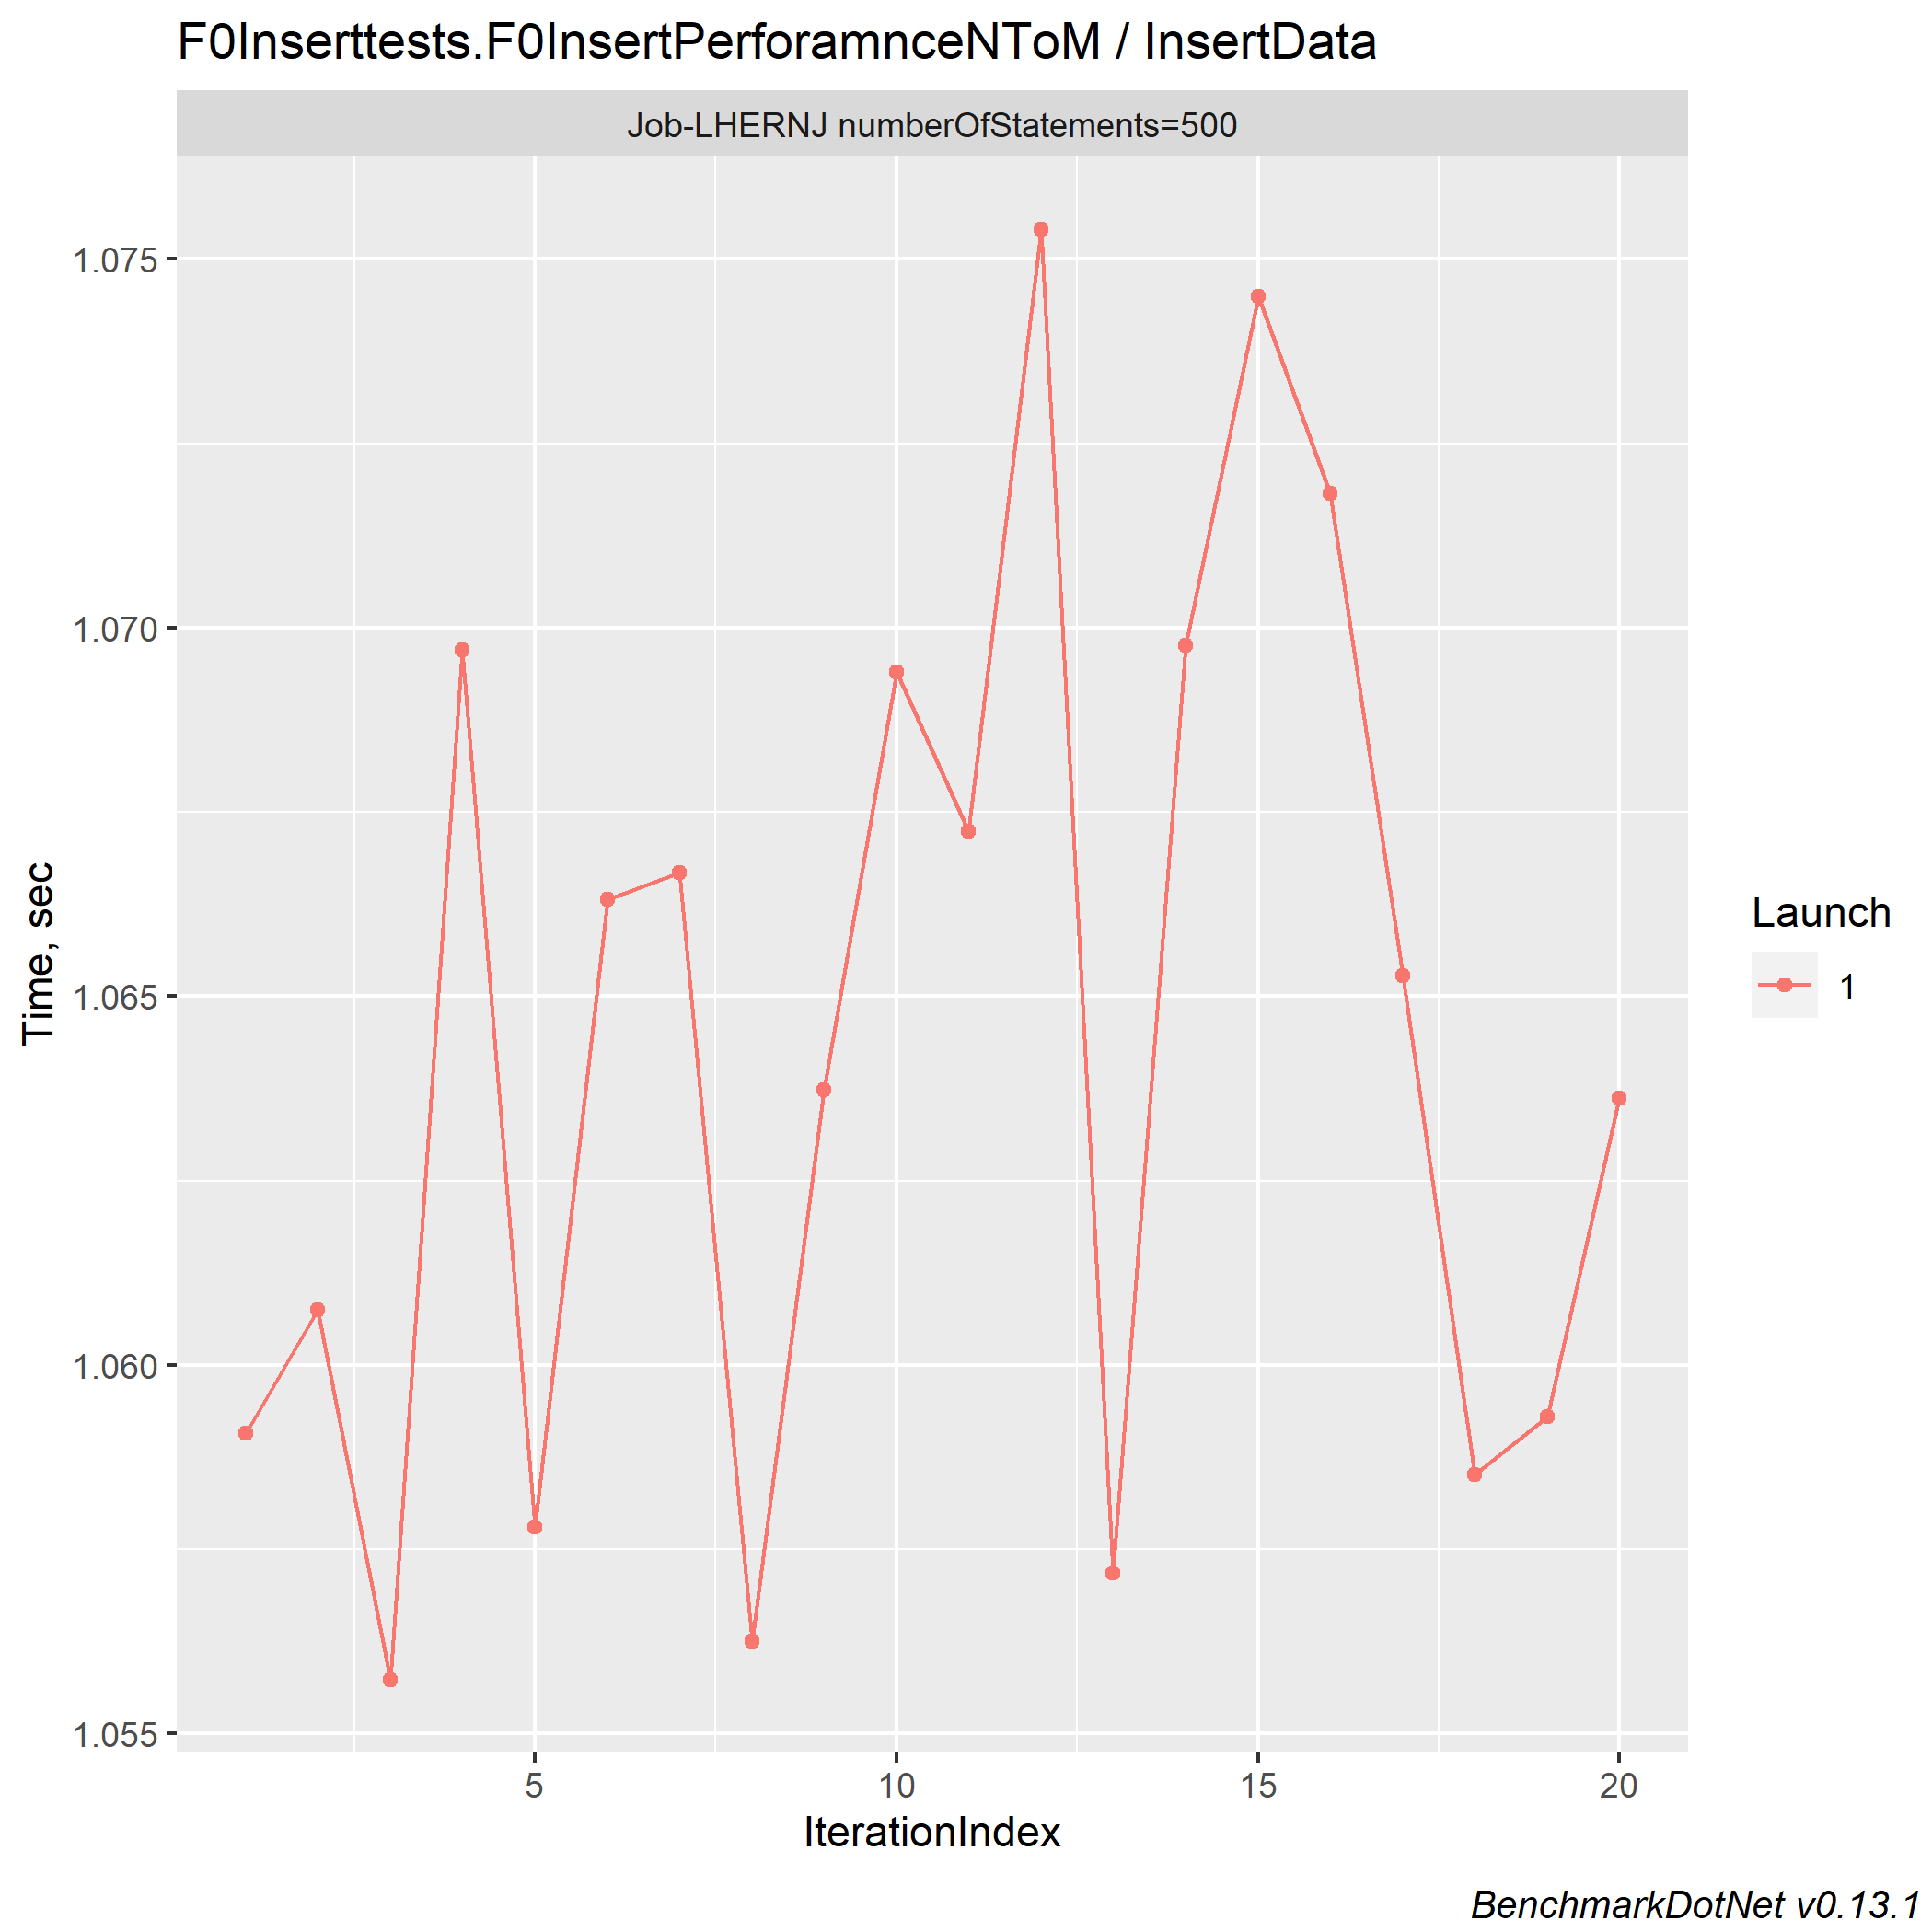 F0Inserttests.F0InsertPerforamnceNToM / InsertData
Job-LHERNJ numberOfStatements=500
1.075
1.070
1.065
1.060
1.055
Time, sec
5 10 15 20
IterationIndex
Launch
1
BenchmarkDotNet v0.13.1